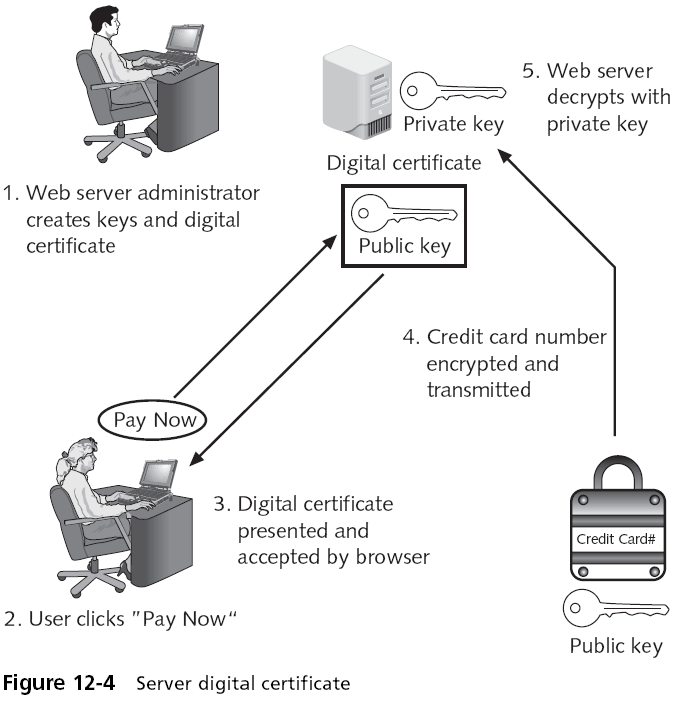 5. Web server
decrypts with
private key
Private key
Digital certificate
1. Web server administrator
creates keys and digital
certificate
Public key
4. Credit card number
encrypted and
transmitted
Pay Now
3. Digital certificate
presented and
accepted by browser
Credit Card#
2. User clicks ”Pay Now“
Public key
Figure 12-4 Server digital certificate